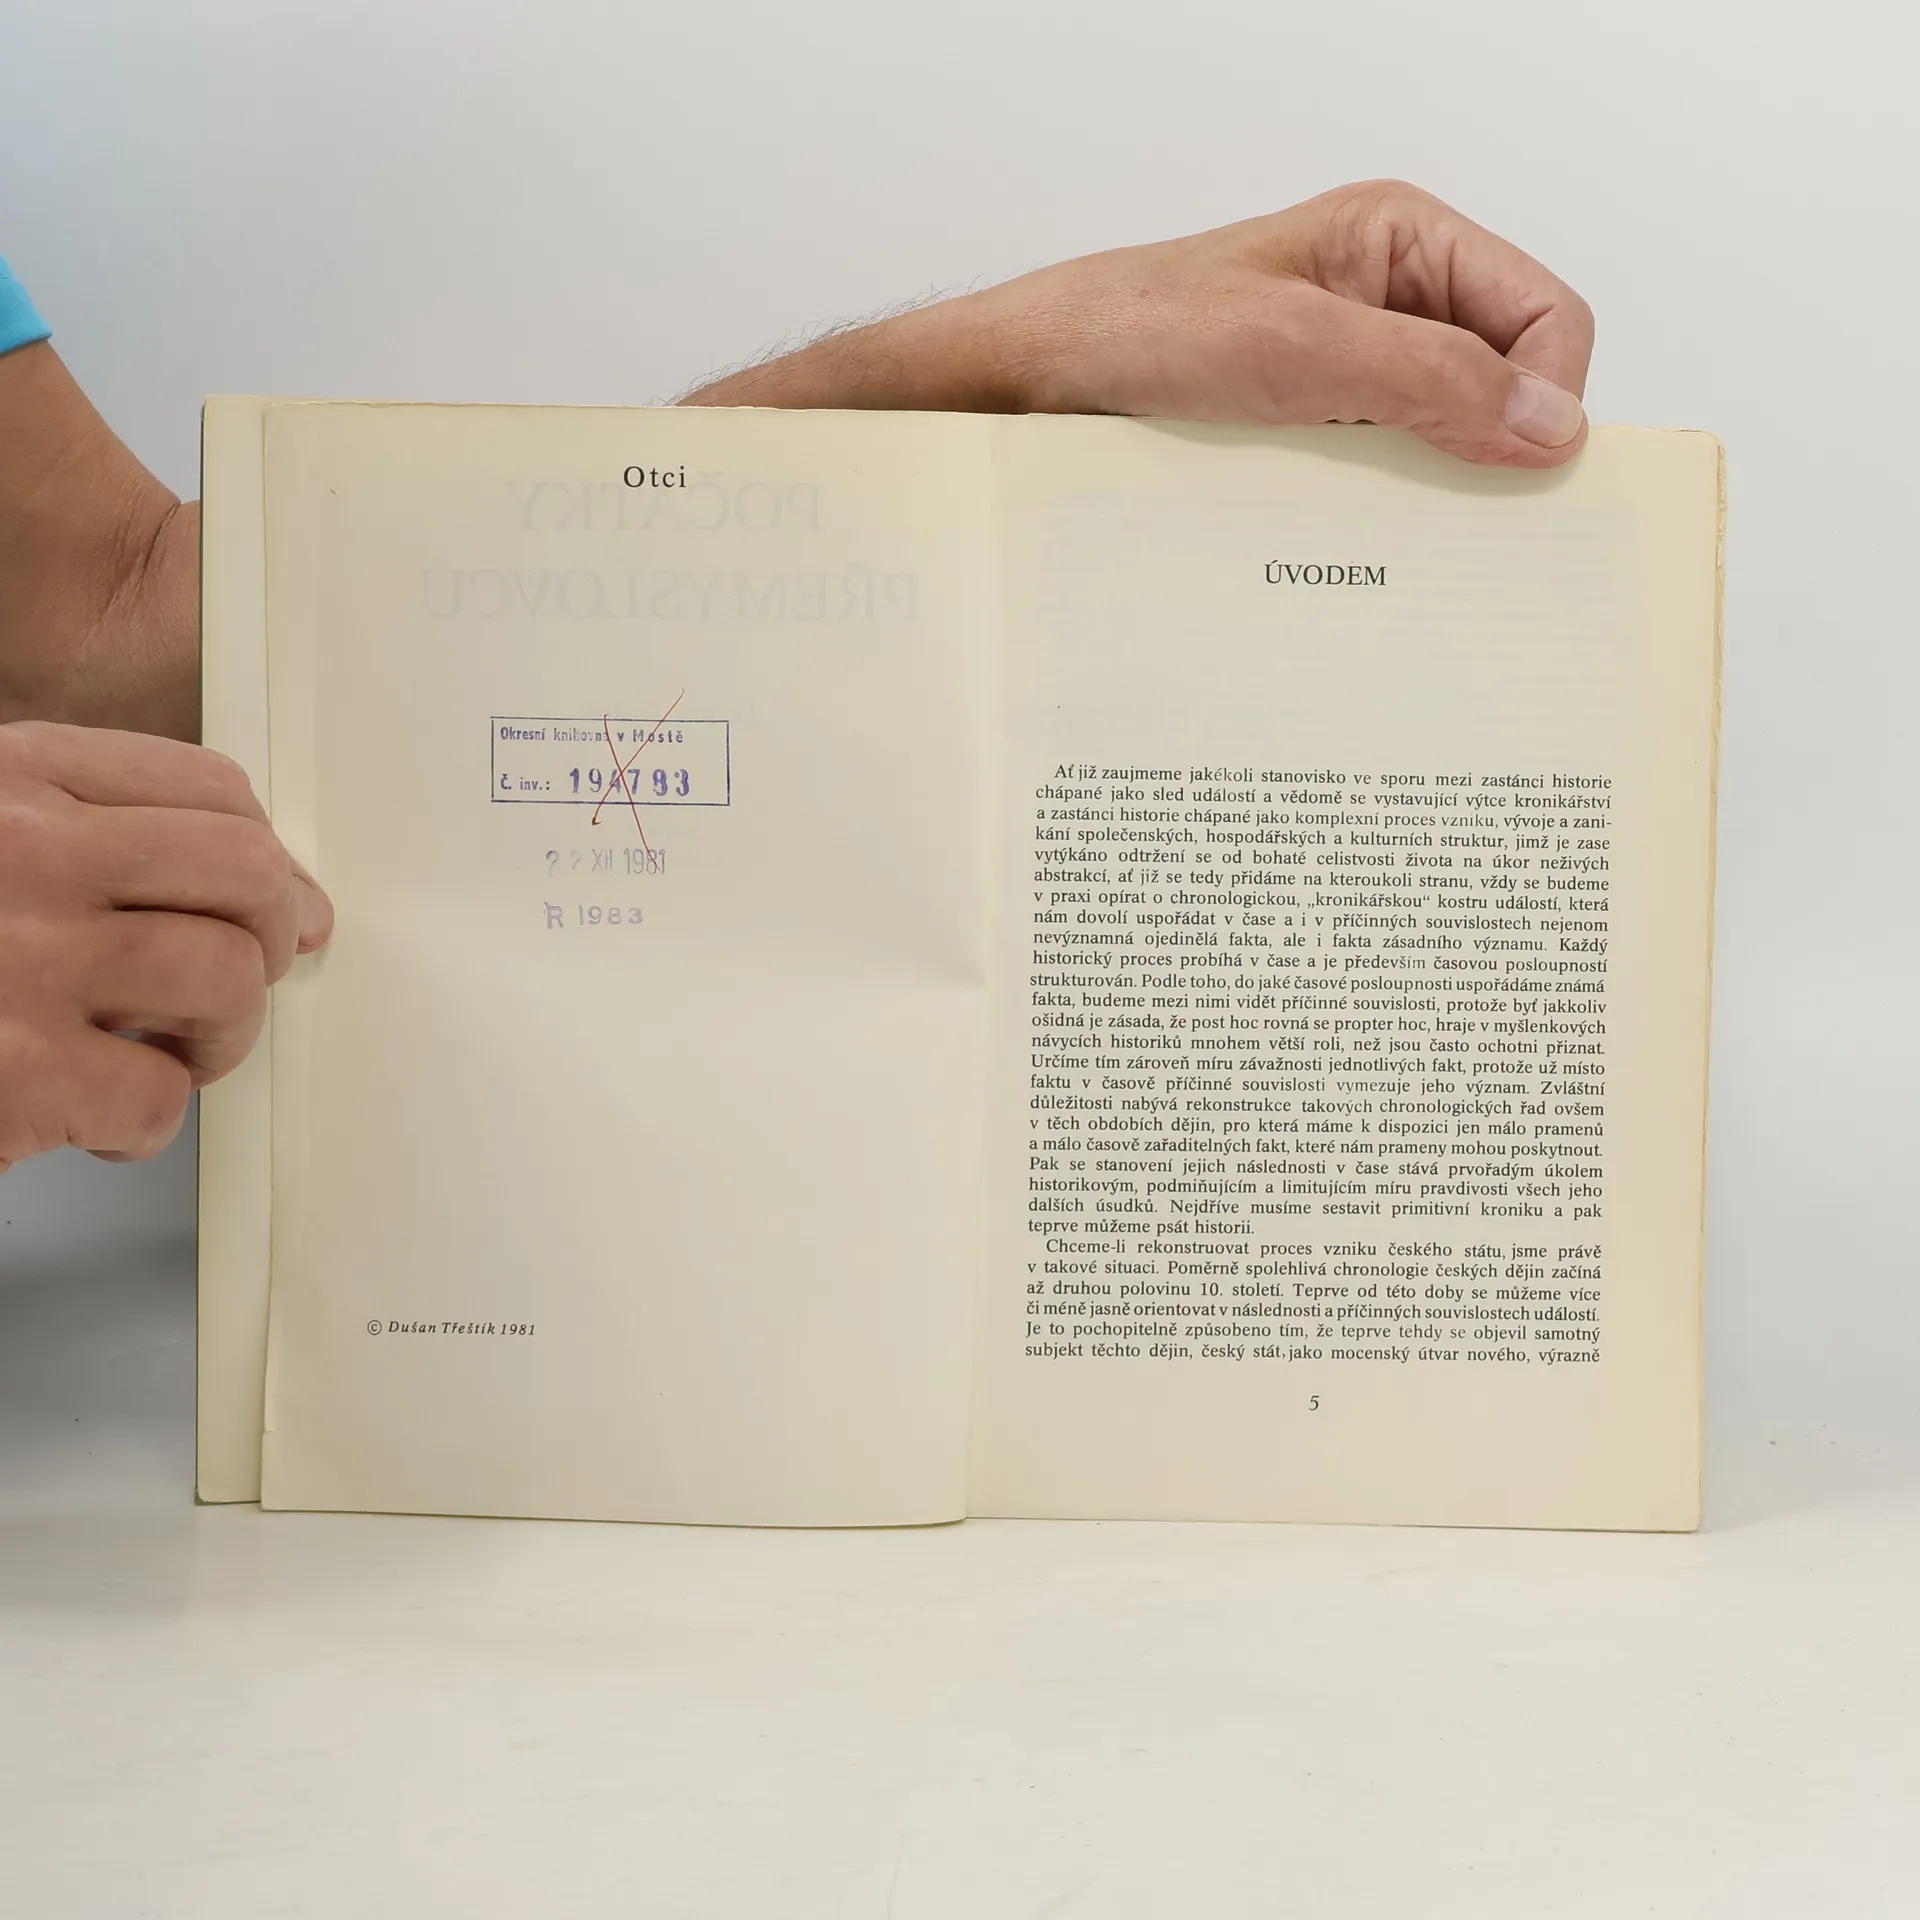 Otci
POČÁTKY
PŘEMYSLOVCŮ
Okresní knihovna v Mostě
Č. inv.: 194783
22 XII 1981
R 1983
© Dušan Třeštík 1981
ÚVODEM
Ať již zaujmeme jakékoli stanovisko ve sporu mezi zastánci historie
chápané jako sled událostí a vědomě se vystavující výtce kronikářství
a zastánci historie chápané jako komplexní proces vzniku, vývoje a zani-
kání společenských, hospodářských a kulturních struktur, jimž je zase
vytýkáno odtržení se od bohaté celistvosti života na úkor neživých
abstrakcí, ať již se tedy přidáme na kteroukoli stranu, vždy se budeme
v praxi opírat o chronologickou, „kronikářskou“ kostru událostí, která
nám dovolí uspořádat v čase a i v příčinných souvislostech nejenom
nevýznamná ojedinělá fakta, ale i fakta zásadního významu. Každý
historický proces probíhá v čase a je především časovou posloupností
strukturován. Podle toho, do jaké časové posloupnosti uspořádáme známá
fakta, budeme mezi nimi vidět příčinné souvislosti, protože byť jakkoliv
ošidná je zásada, že post hoc rovná se propter hoc, hraje v myšlenkových
návycích historiků mnohem větší roli, než jsou často ochotni přiznat.
Určíme tím zároveň míru závažnosti jednotlivých fakt, protože už místo
faktu v časově příčinné souvislosti vymezuje jeho význam. Zvláštní
důležitosti nabývá rekonstrukce takových chronologických řad ovšem
v těch obdobích dějin, pro která máme k dispozici jen málo pramenů
a málo časově zařaditelných fakt, které nám prameny mohou poskytnout.
Pak se stanovení jejich následnosti v čase stává prvořadým úkolem
historikovým, podmiňujícím a limitujícím míru pravdivosti všech jeho
dalších úsudků. Nejdříve musíme sestavit primitivní kroniku a pak
teprve můžeme psát historii.
Chceme-li rekonstruovat proces vzniku českého státu, jsme právě
v takové situaci. Poměrně spolehlivá chronologie českých dějin začíná
až druhou polovinu 10. století. Teprve od této doby se můžeme více
či méně jasně orientovat v následnosti a příčinných souvislostech událostí.
Je to pochopitelně způsobeno tím, že teprve tehdy se objevil samotný
subjekt těchto dějin, český stát, jako mocenský útvar nového, výrazně
5